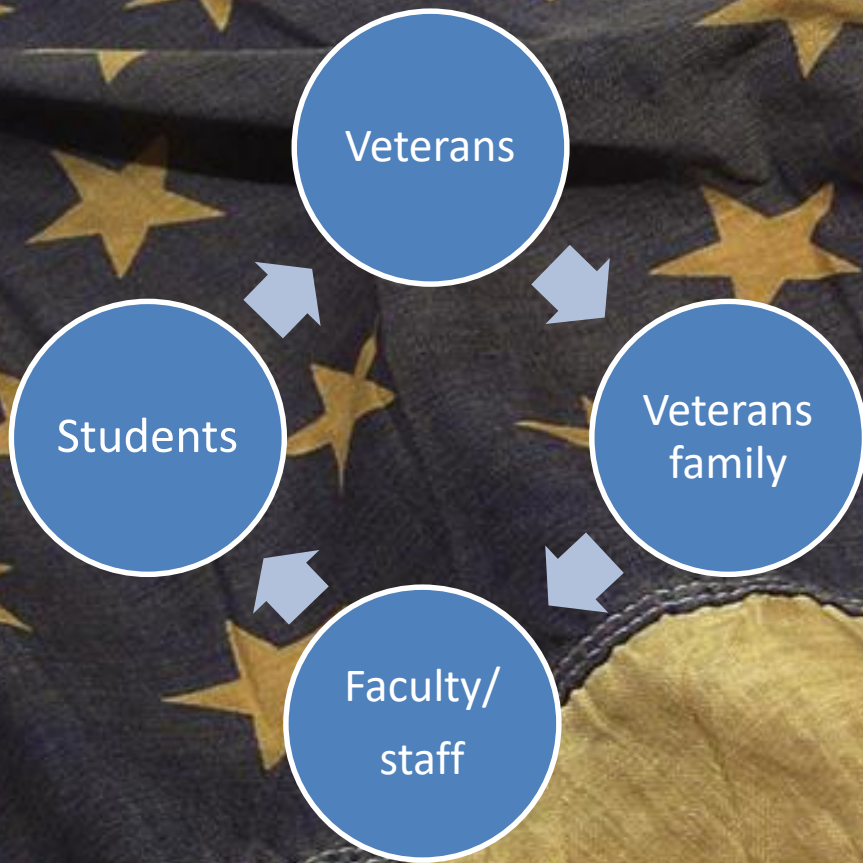 Veterans
Veterans
family
Faculty/
staff
Students